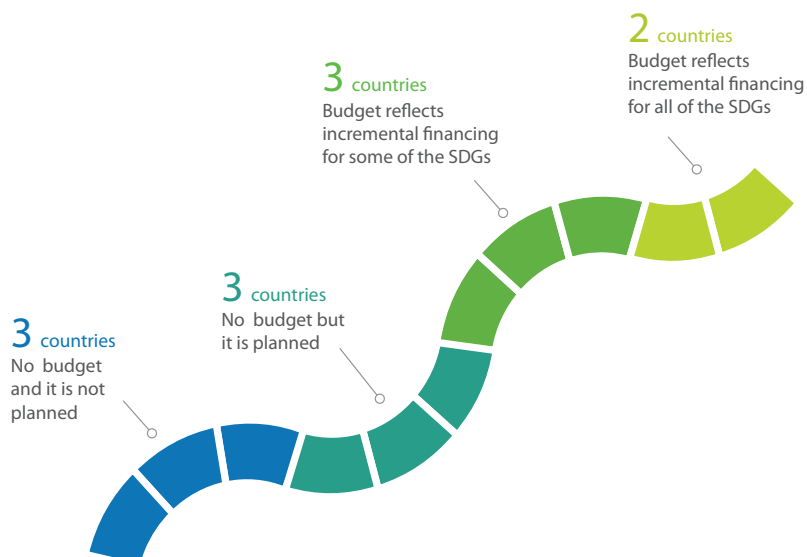 3 countries
No budget
and it is not
planned
3 countries
No budget but
it is planned
3 countries
Budget reflects
incremental financing
for some of the SDGs
2 countries
Budget reflects
incremental financing
for all of the SDGs